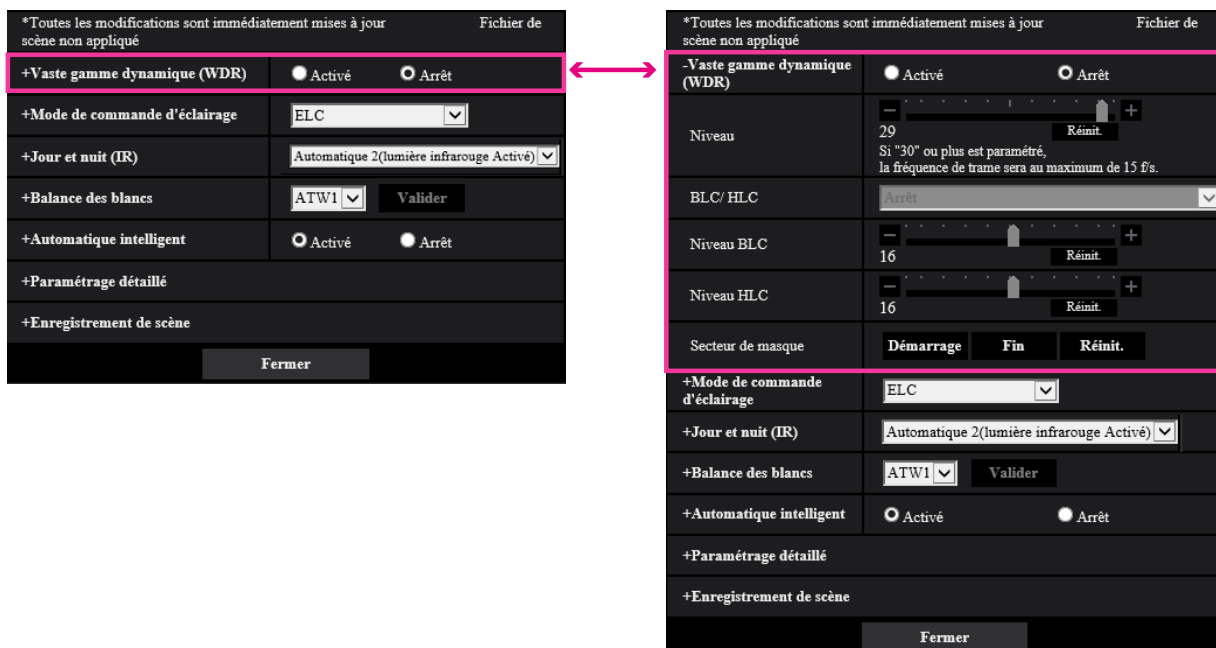 *Toutes les modifications sont immédiatement mises à jour Fichier de
scène non appliqué
+Vaste gamme dynamique (WDR) Activé Arrêt
+Mode de commande d'éclairage ELC
+Jour et nuit (IR) Automatique 2(lumière infrarouge Activé)
+Balance des blancs ATW1 Valider
+Automatique intelligent Activé Arrêt
+Paramétrage détaillé
+Enregistrement de scène
Fermer
*Toutes les modifications sont immédiatement mises à jour Fichier de
scène non appliqué
-Vaste gamme dynamique
(WDR) Activé Arrêt
Niveau - +
29 Réinit.
Si "30" ou plus est paramétré,
la fréquence de trame sera au maximum de 15 f/s.
BLC/ HLC Arrêt
Niveau BLC - +
16 Réinit.
Niveau HLC - +
16 Réinit.
Secteur de masque Démarrage Fin Réinit.
+Mode de commande
d'éclairage ELC
+Jour et nuit (IR) Automatique 2(lumière infrarouge Activé)
+Balance des blancs ATW1 Valider
+Automatique intelligent Activé Arrêt
+Paramétrage détaillé
+Enregistrement de scène
Fermer